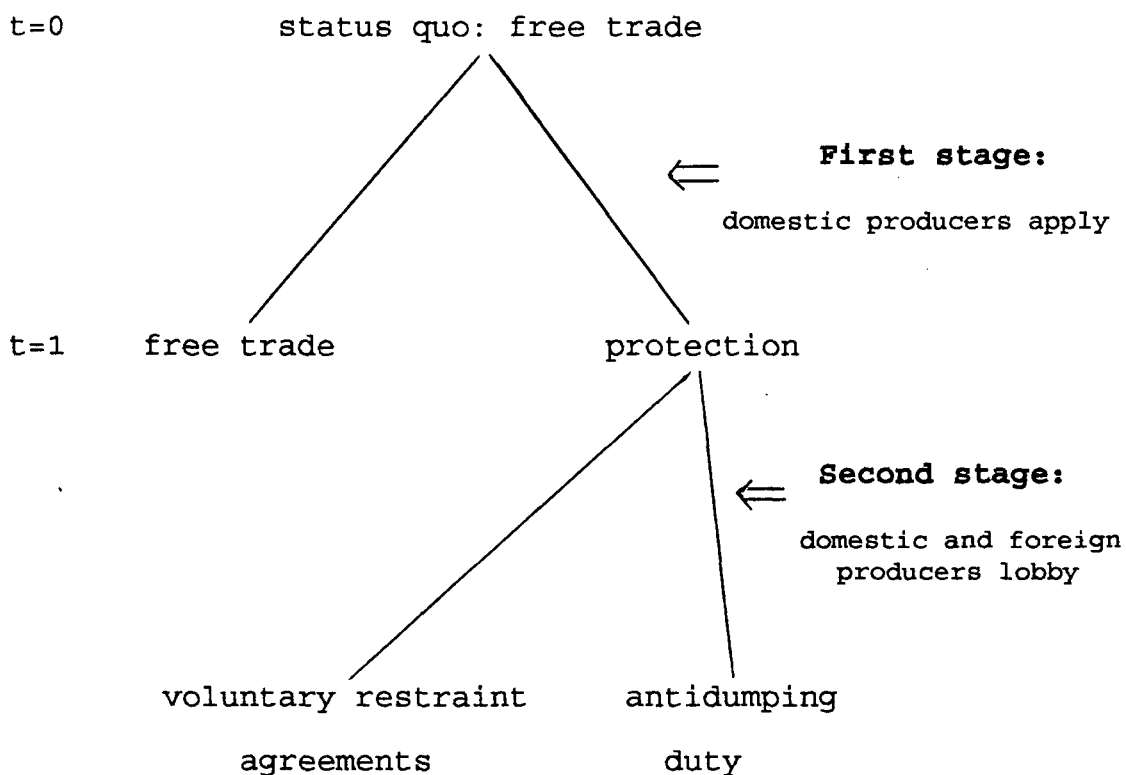 t=0 status quo: free trade
First stage:
domestic producers apply
t=1 free trade protection
Second stage:
domestic and foreign
producers lobby
voluntary restraint antidumping
agreements duty